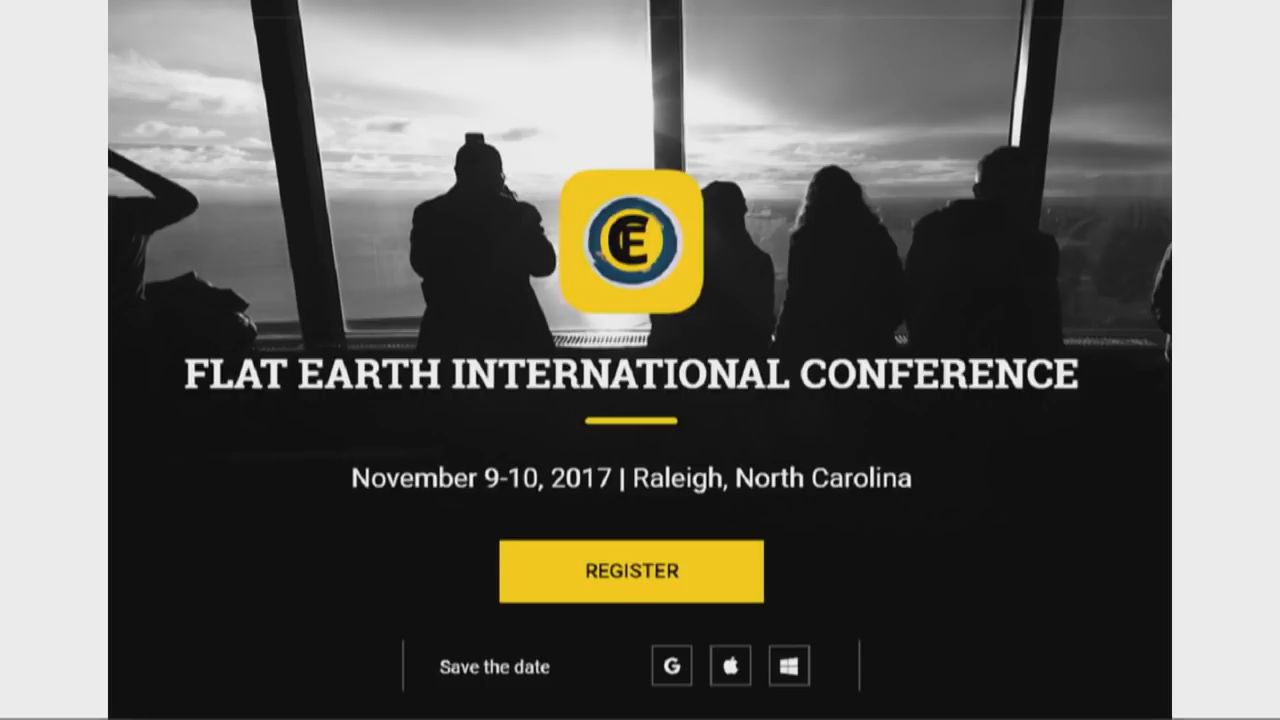 FE
FLAT EARTH INTERNATIONAL CONFERENCE
November 9-10, 2017 | Raleigh, North Carolina
REGISTER
Save the date
G